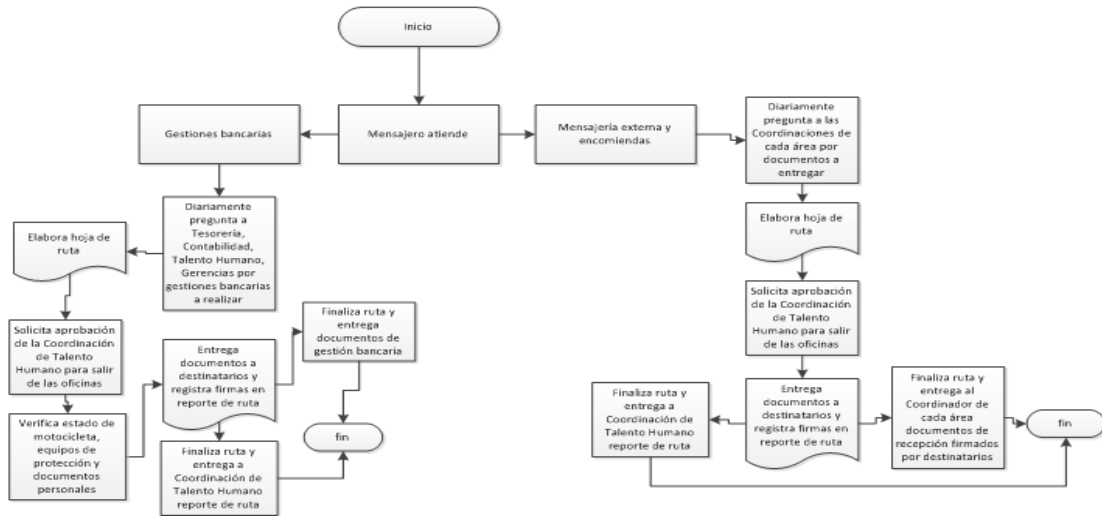 Inicio
Gestiones bancarias
Mensajero atiende
Mensajería externa y
encomiendas
Diariamente
pregunta a las
Coordinaciones de
cada área por
documentos a
entregar
Diariamente
pregunta a
Tesorería,
Contabilidad,
Talento Humano,
Gerencias por
gestiones bancarias
a realizar
Elabora hoja de
ruta
Solicita aprobación
de la Coordinación
de Talento
Humano para salir
de las oficinas
Verifica estado de
motocicleta,
equipos de
protección y
documentos
personales
Entrega
documentos a
destinatarios y
registra firmas en
reporte de ruta
Finaliza ruta y
entrega
documentos de
gestión bancaria
Finaliza ruta y
entrega a
Coordinación de
Talento Humano
reporte de ruta
fin
Elabora hoja de
ruta
Solicita aprobación
de la Coordinación
de Talento
Humano para salir
de las oficinas
Entrega
documentos a
destinatarios y
registra firmas en
reporte de ruta
Finaliza ruta y
entrega a
Coordinación de
Talento Humano
reporte de ruta
Finaliza ruta y
entrega al
Coordinador de
cada área
documentos de
recepción firmados
por destinatarios
fin